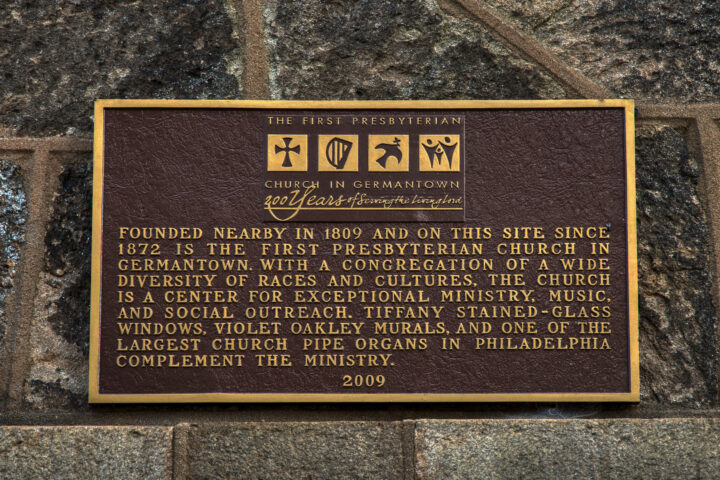 THE FIRST PRESBYTERIAN
CHURCH IN GERMANTOWN
200 Years of Serving the Living Lord
FOUNDED NEARBY IN 1809 AND ON THIS SITE SINCE
1872 IS THE FIRST PRESBYTERIAN CHURCH IN
GERMANTOWN. WITH A CONGREGATION OF A WIDE
DIVERSITY OF RACES AND CULTURES, THE CHURCH
IS A CENTER FOR EXCEPTIONAL MINISTRY, MUSIC,
AND SOCIAL OUTREACH. TIFFANY STAINED-GLASS
WINDOWS, VIOLET OAKLEY MURALS, AND ONE OF THE
LARGEST CHURCH PIPE ORGANS IN PHILADELPHIA
COMPLEMENT THE MINISTRY.
2009